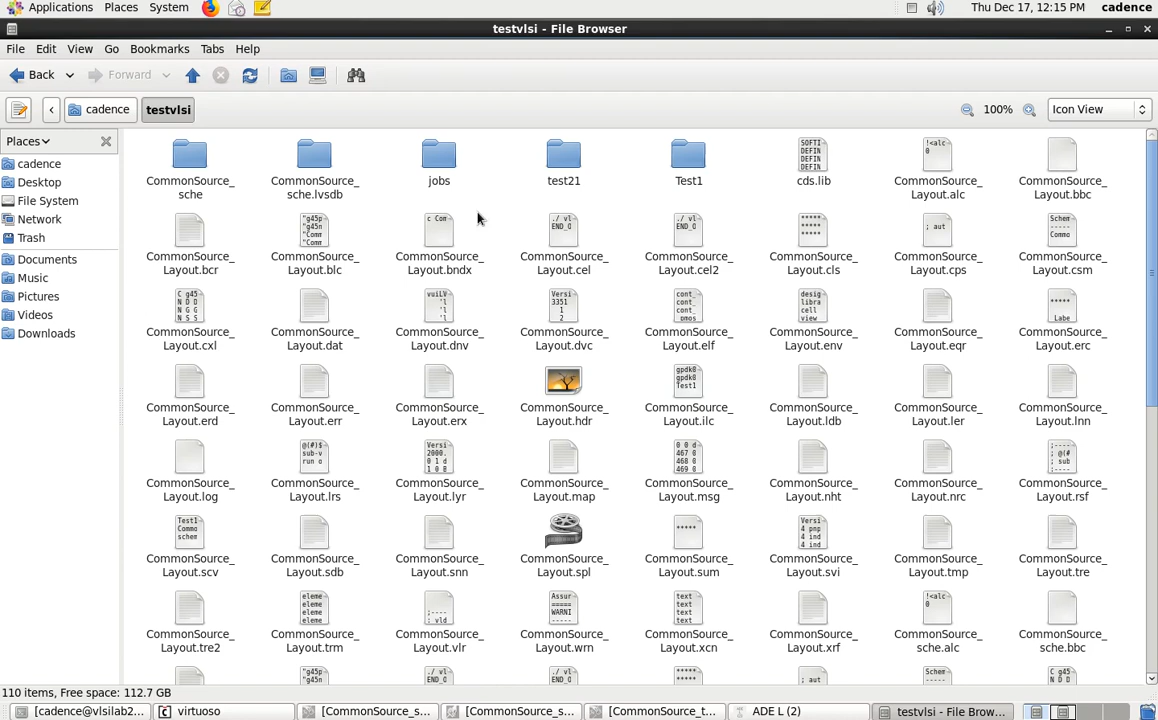 Applications Places System Thu Dec 17, 12:15 PM cadence
testvlsi - File Browser
File Edit View Go Bookmarks Tabs Help
Back Forward
cadence testvlsi 100% Icon View
Places
cadence
Desktop
File System
Network
Trash
Documents
Music
Pictures
Videos
Downloads
CommonSource_sche CommonSource_sche.lvsdb jobs test21 Test1 cds.lib CommonSource_Layout.alc CommonSource_Layout.bbc
CommonSource_Layout.bcr CommonSource_Layout.blc CommonSource_Layout.bndx CommonSource_Layout.cel CommonSource_Layout.cel2 CommonSource_Layout.cls CommonSource_Layout.cps CommonSource_Layout.csm
CommonSource_Layout.cxl CommonSource_Layout.dat CommonSource_Layout.dnv CommonSource_Layout.dvc CommonSource_Layout.elf CommonSource_Layout.env CommonSource_Layout.eqr CommonSource_Layout.erc
CommonSource_Layout.erd CommonSource_Layout.err CommonSource_Layout.erx CommonSource_Layout.hdr CommonSource_Layout.ilc CommonSource_Layout.ldb CommonSource_Layout.ler CommonSource_Layout.lnn
CommonSource_Layout.log CommonSource_Layout.lrs CommonSource_Layout.lyr CommonSource_Layout.map CommonSource_Layout.msg CommonSource_Layout.nht CommonSource_Layout.nrc CommonSource_Layout.rsf
CommonSource_Layout.scv CommonSource_Layout.sdb CommonSource_Layout.snn CommonSource_Layout.spl CommonSource_Layout.sum CommonSource_Layout.svi CommonSource_Layout.tmp CommonSource_Layout.tre
CommonSource_Layout.tre2 CommonSource_Layout.trm CommonSource_Layout.vlr CommonSource_Layout.wrn CommonSource_Layout.xcn CommonSource_Layout.xrf CommonSource_sche.alc CommonSource_sche.bbc
110 items, Free space: 112.7 GB
[cadence@vlsilab2... virtuoso [CommonSource_s... [CommonSource_s... [CommonSource_t... ADE L (2) testvlsi - File Brow...